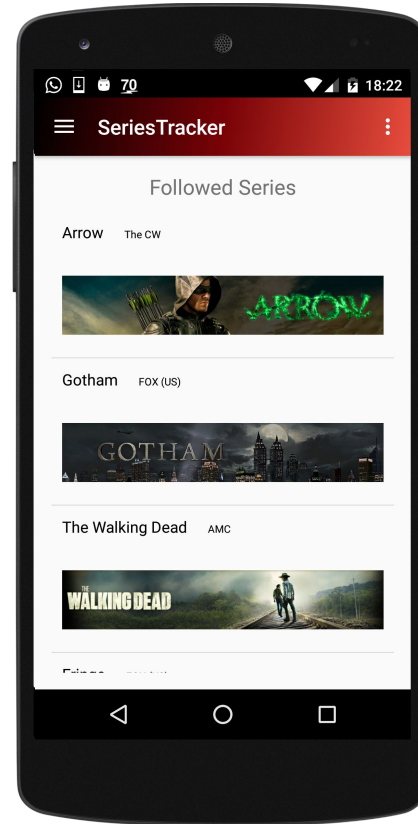 70
18:22
SeriesTracker
Followed Series
Arrow The CW
ARROW
Gotham FOX (US)
GOTHAM
The Walking Dead AMC
THE
WALKING DEAD